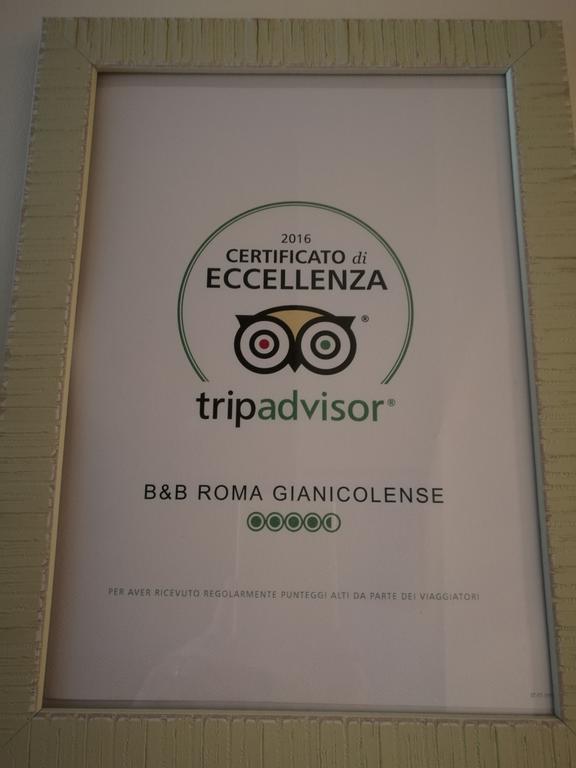 2016
CERTIFICATO di
ECCELLENZA
®
tripadvisor®
B&B ROMA GIANICOLENSE
PER AVER RICEVUTO REGOLARMENTE PUNTEGGI ALTI DA PARTE DEI VIAGGIATORI